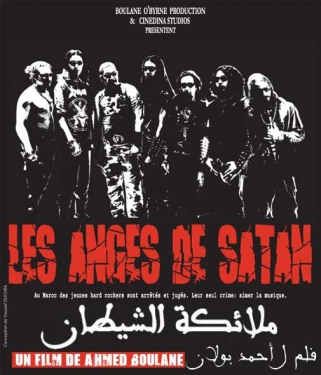 BOULANE O'BYRNE PRODUCTION
& CINEDINA STUDIOS
PRESENTENT
LES ANGES DE SATAN
Au Maroc des jeunes hard rockers sont arrêtés et jugés. Leur seul crime: aimer la musique.
ملائكة الشيطان
UN FILM DE AHMED BOULANE
فلم ل أحمد بولان